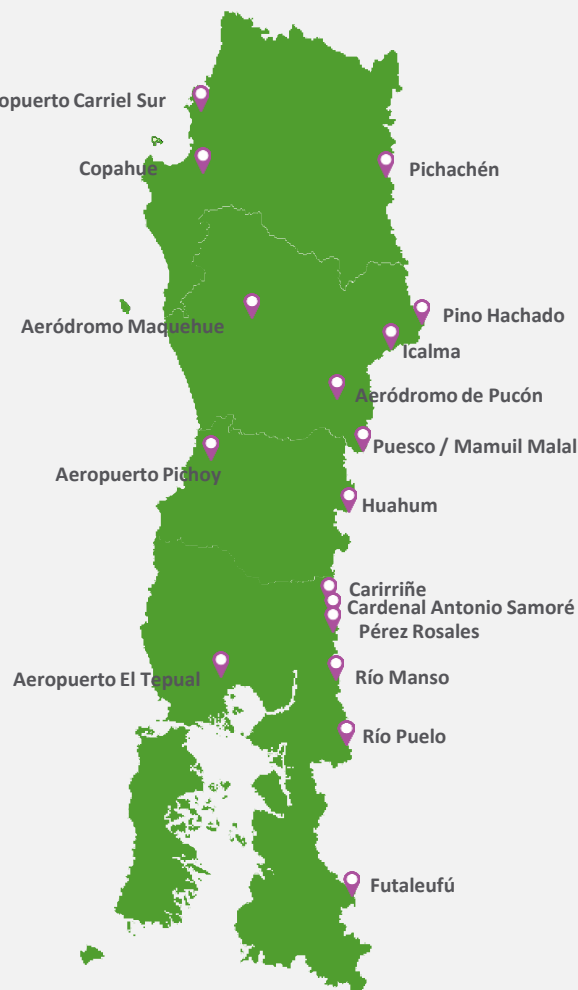 opuerto Carriel Sur
Copahue
Pichachén
Pino Hachado
Aeródromo Maquehue
Icalma
Aeródromo de Pucón
Puesco / Mamuil Malal
Aeropuerto Pichoy
Huahum
Carirriñe
Cardenal Antonio Samoré
Pérez Rosales
Aeropuerto El Tepual
Río Manso
Río Puelo
Futaleufú